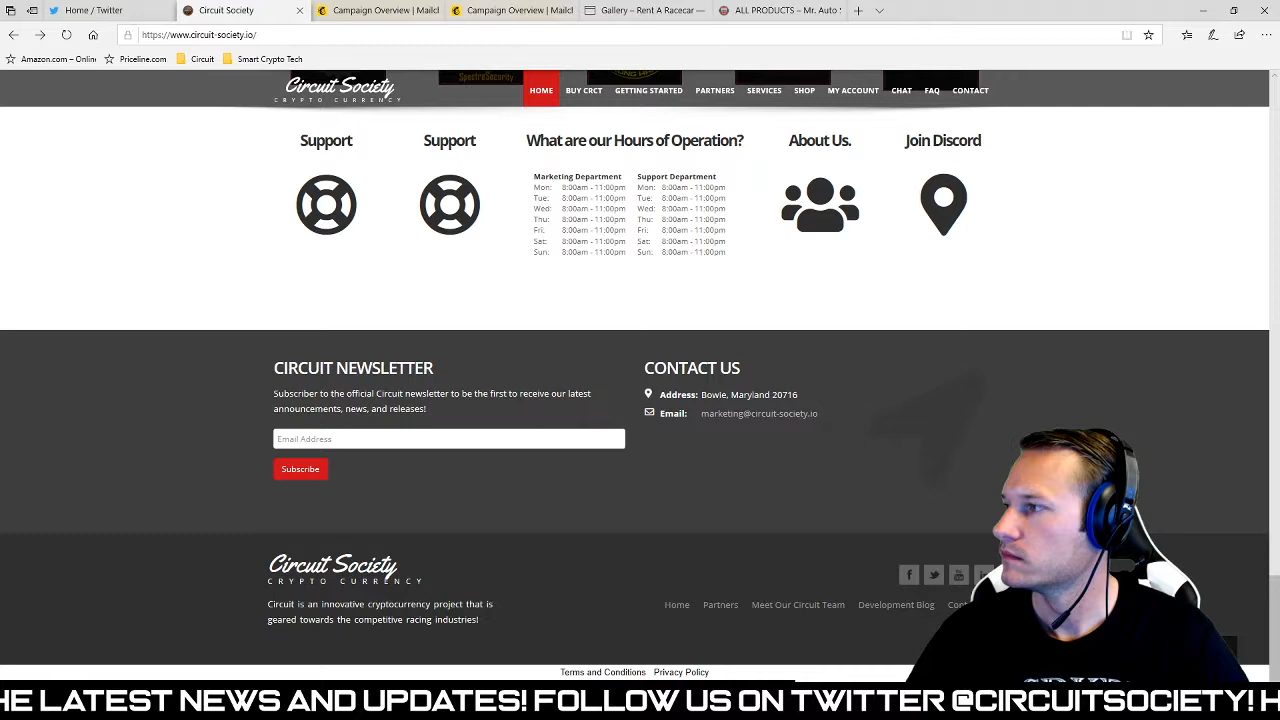 Home / Twitter
Circuit Society
Campaign Overview | Mailcl
Campaign Overview | Mailcl
Gallery – Rent A Racecar
ALL PRODUCTS – Mr. Auto
https://www.circuit-society.io/
Amazon.com – Onlin
Priceline.com
Circuit
Smart Crypto Tech
Circuit Society
CRYPTO CURRENCY
SpectreSecurity
HOME
BUY CRCT
GETTING STARTED
PARTNERS
SERVICES
SHOP
MY ACCOUNT
CHAT
FAQ
CONTACT
Support
Support
What are our Hours of Operation?
About Us.
Join Discord
Marketing Department
Mon: 8:00am - 11:00pm
Tue: 8:00am - 11:00pm
Wed: 8:00am - 11:00pm
Thu: 8:00am - 11:00pm
Fri: 8:00am - 11:00pm
Sat: 8:00am - 11:00pm
Sun: 8:00am - 11:00pm
Support Department
Mon: 8:00am - 11:00pm
Tue: 8:00am - 11:00pm
Wed: 8:00am - 11:00pm
Thu: 8:00am - 11:00pm
Fri: 8:00am - 11:00pm
Sat: 8:00am - 11:00pm
Sun: 8:00am - 11:00pm
CIRCUIT NEWSLETTER
Subscriber to the official Circuit newsletter to be the first to receive our latest
announcements, news, and releases!
Email Address
Subscribe
CONTACT US
Address: Bowie, Maryland 20716
Email: marketing@circuit-society.io
Circuit Society
CRYPTO CURRENCY
Circuit is an innovative cryptocurrency project that is
geared towards the competitive racing industries!
Home
Partners
Meet Our Circuit Team
Development Blog
Cont
Terms and Conditions
Privacy Policy
HE LATEST NEWS AND UPDATES! FOLLOW US ON TWITTER @CIRCUITSOCIETY! H